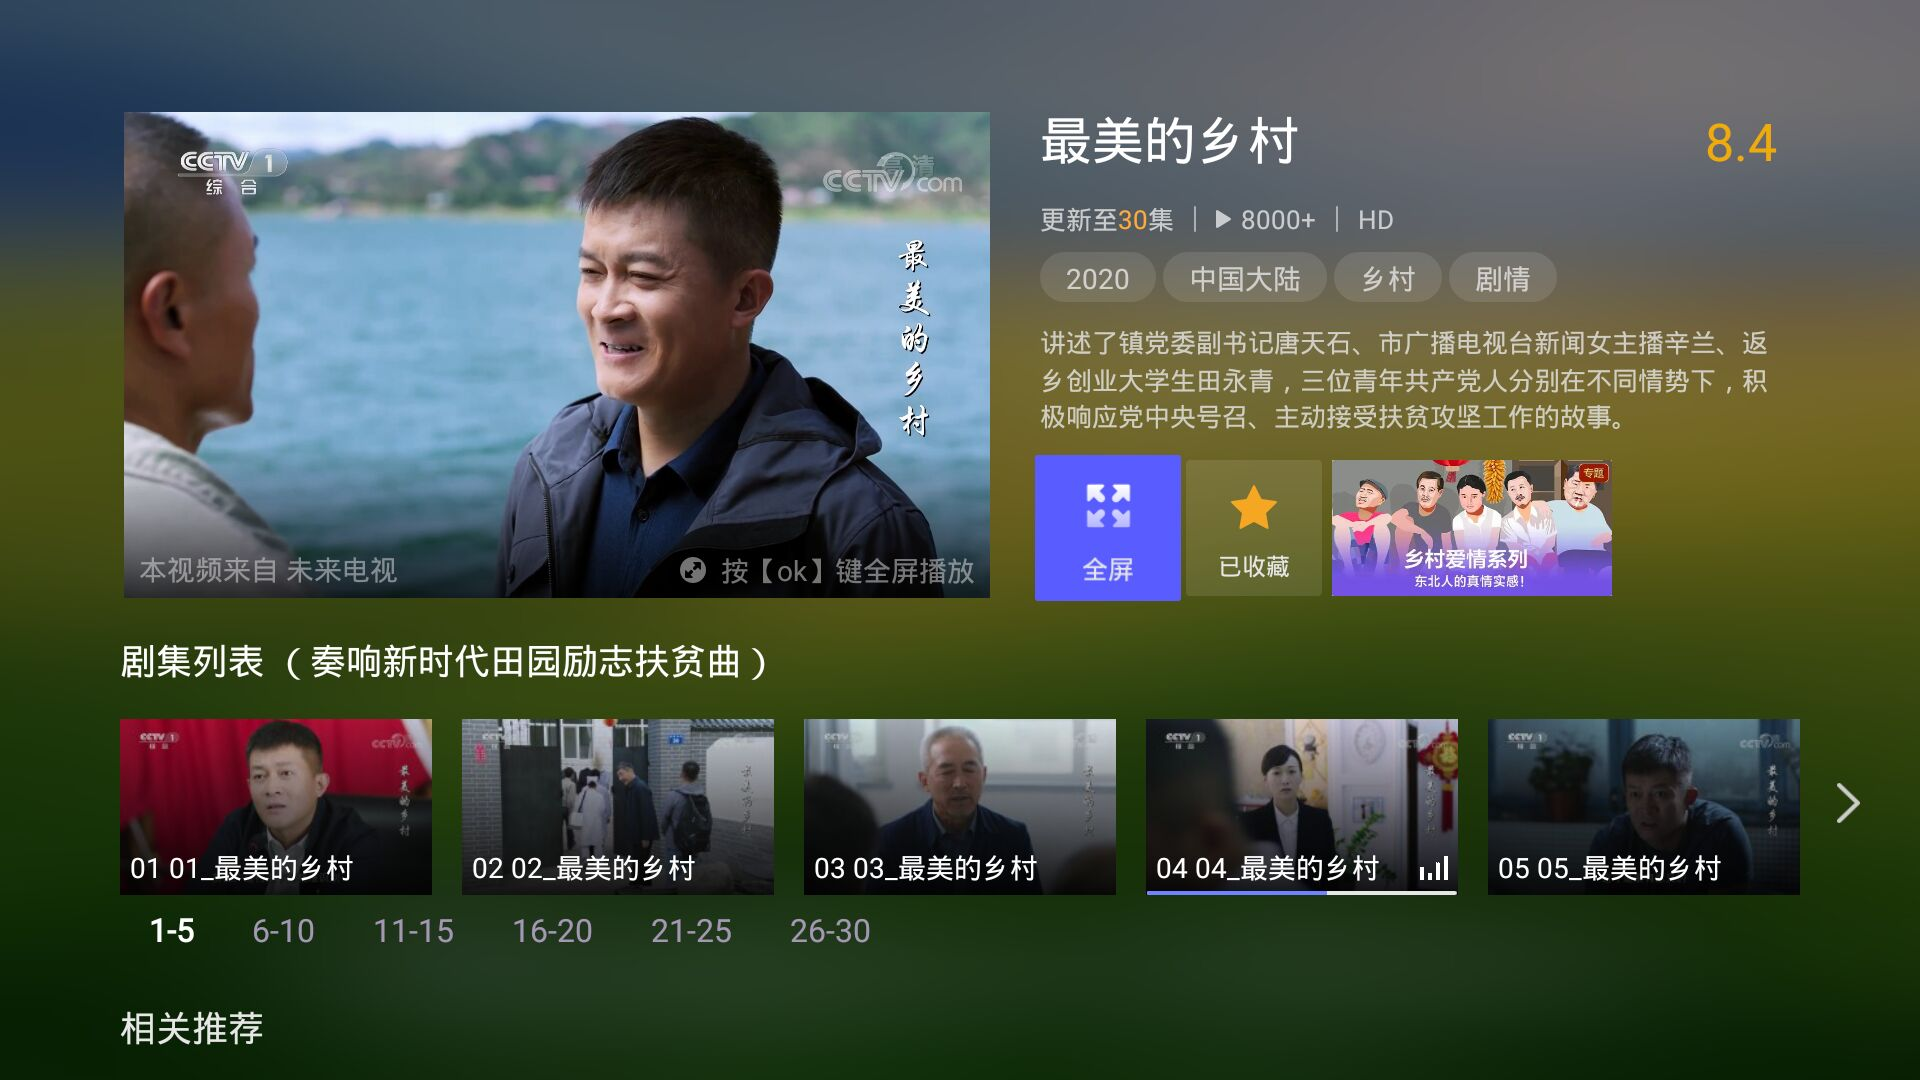 CCTV 1
综合
高清
CCTV.com
最美的乡村
本视频来自 未来电视
按【ok】键全屏播放
最美的乡村
8.4
更新至30集
8000+
HD
2020
中国大陆
乡村
剧情
讲述了镇党委副书记唐天石、市广播电视台新闻女主播辛兰、返
乡创业大学生田永青，三位青年共产党人分别在不同情势下，积
极响应党中央号召、主动接受扶贫攻坚工作的故事。
全屏
已收藏
专题
乡村爱情系列
东北人的真情实感！
剧集列表 （奏响新时代田园励志扶贫曲）
01 01_最美的乡村
02 02_最美的乡村
03 03_最美的乡村
04 04_最美的乡村
05 05_最美的乡村
1-5
6-10
11-15
16-20
21-25
26-30
相关推荐